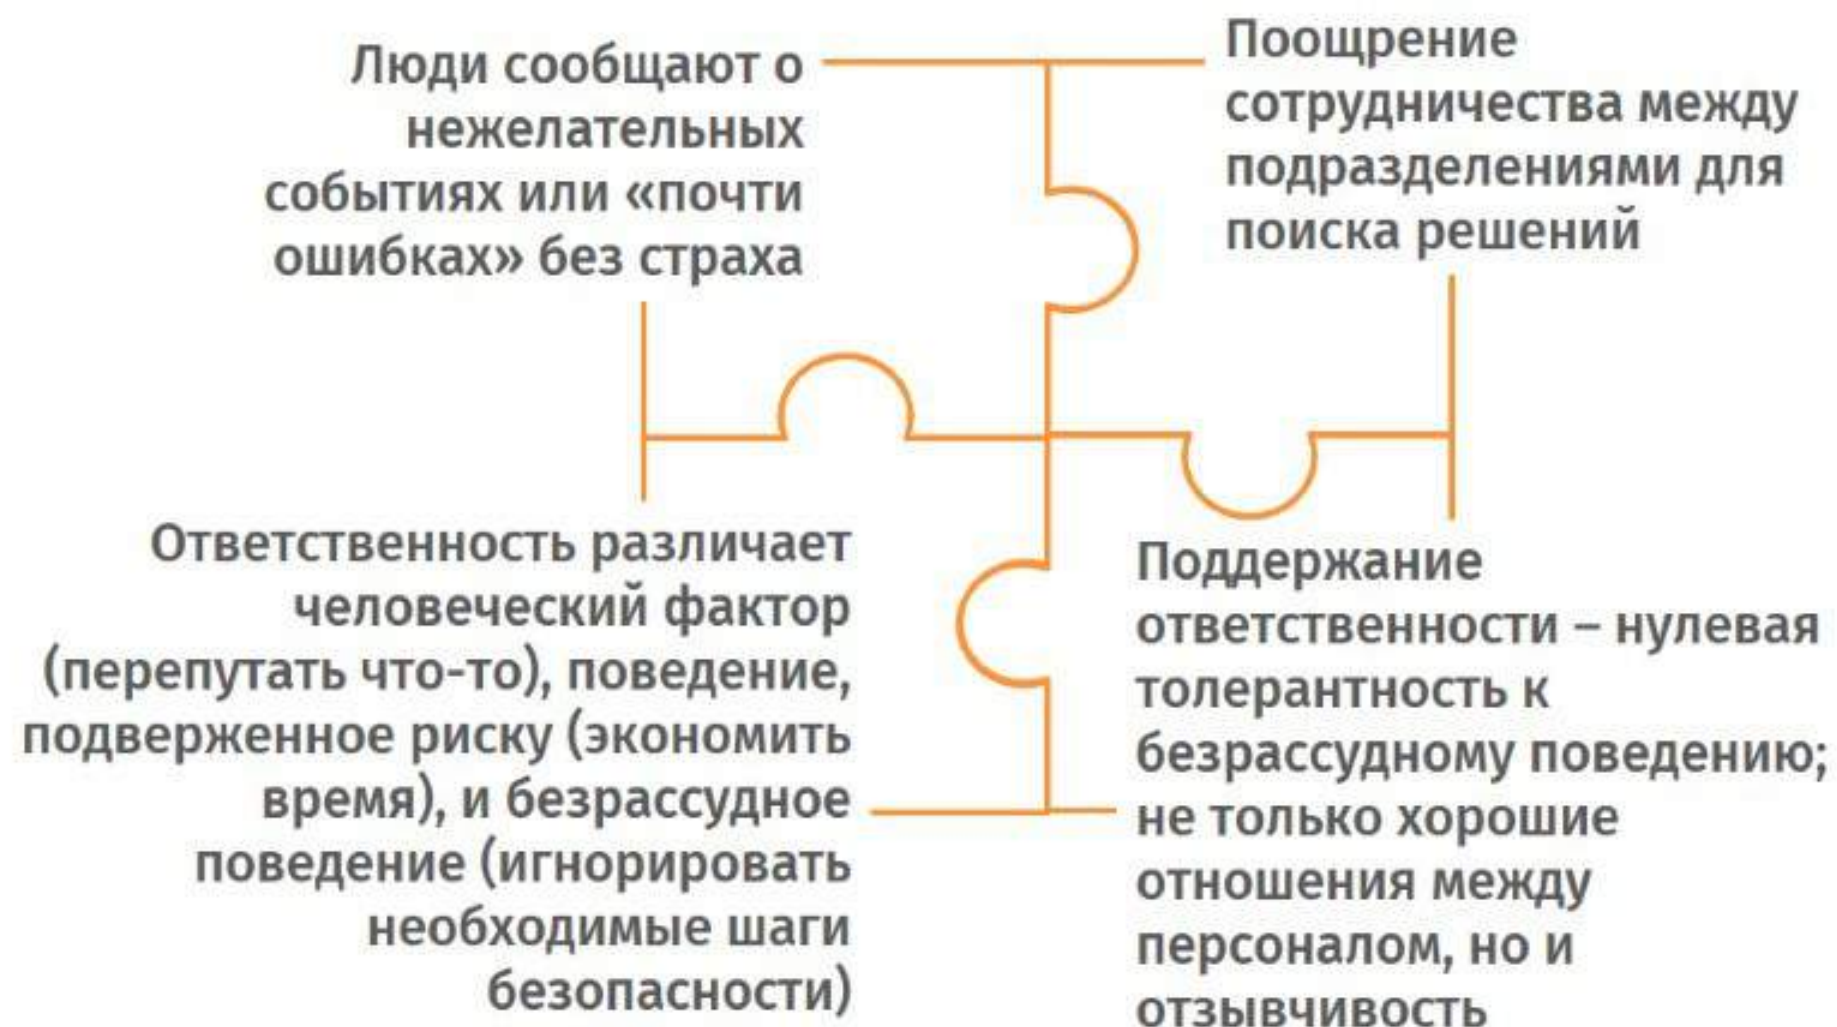 Люди сообщают о
нежелательных
событиях или «почти
ошибках» без страха
Поощрение
сотрудничества между
подразделениями для
поиска решений
Ответственность различает
человеческий фактор
(перепутать что-то), поведение,
подверженное риску (экономить
время), и безрассудное
поведение (игнорировать
необходимые шаги
безопасности)
Поддержание
ответственности – нулевая
толерантность к
безрассудному поведению;
не только хорошие
отношения между
персоналом, но и
отзывчивость